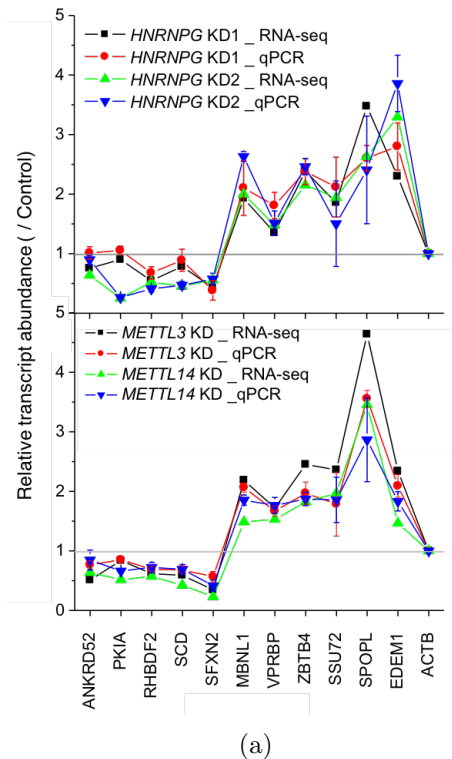 5
HNRNPG KD1 _ RNA-seq
HNRNPG KD1 _ qPCR
4
HNRNPG KD2 _ RNA-seq
HNRNPG KD2 _qPCR
3
2
1
5
METTL3 KD _ RNA-seq
METTL3 KD _ qPCR
4
METTL14 KD _ RNA-seq
METTL14 KD _qPCR
3
2
1
0
Relative transcript abundance ( / Control)
ANKRD52
PKIA
RHBDF2
SCD
SFXN2
MBNL1
VPRBP
ZBTB4
SSU72
SPOPL
EDEM1
ACTB
(a)